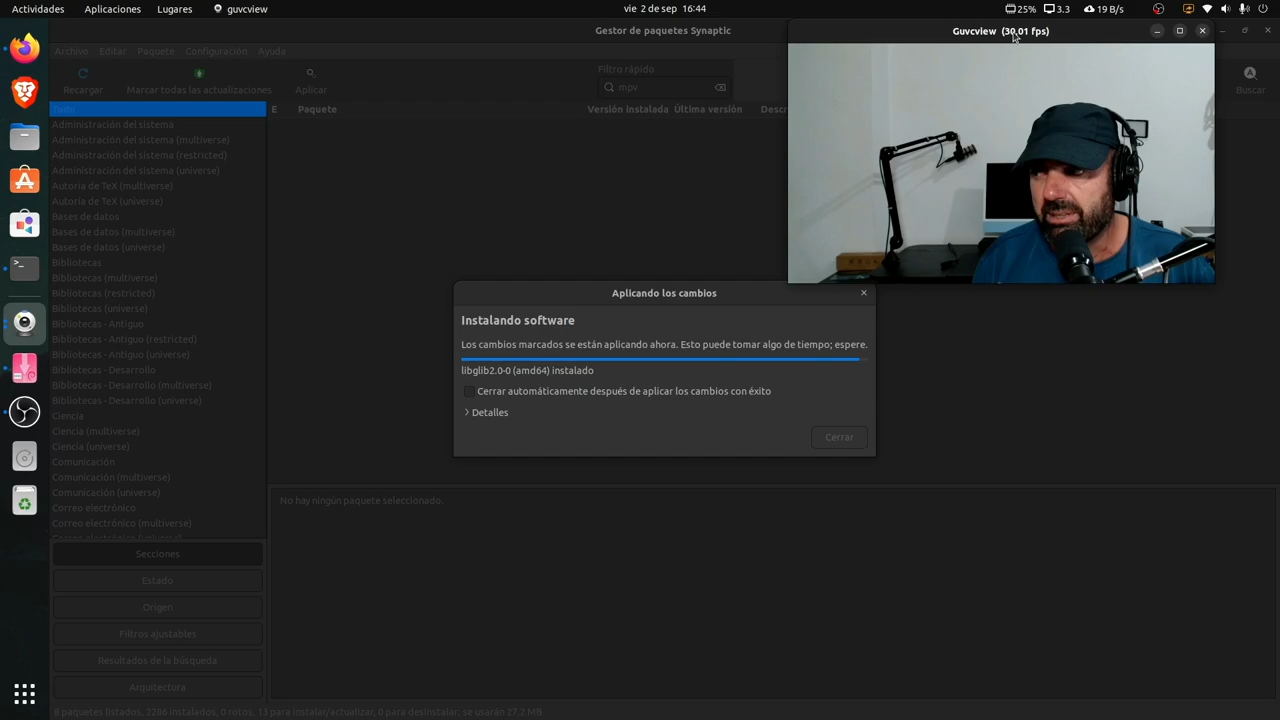 Actividades
Aplicaciones
Lugares
guvcview
vie 2 de sep 16:44
25%
3.3
19 B/s
Gestor de paquetes Synaptic
Archivo
Editar
Paquete
Configuración
Ayuda
Recargar
Marcar todas las actualizaciones
Aplicar
Filtro rápido
mpv
Buscar
Guvcview (30.01 fps)
E
Paquete
Versión instalada
Última versión
Descr
Todo
Administración del sistema
Administración del sistema (multiverse)
Administración del sistema (restricted)
Administración del sistema (universe)
Autoría de TeX (multiverse)
Autoría de TeX (universe)
Bases de datos
Bases de datos (multiverse)
Bases de datos (universe)
Bibliotecas
Bibliotecas (multiverse)
Bibliotecas (restricted)
Bibliotecas (universe)
Bibliotecas - Antiguo
Bibliotecas - Antiguo (restricted)
Bibliotecas - Antiguo (universe)
Bibliotecas - Desarrollo
Bibliotecas - Desarrollo (multiverse)
Bibliotecas - Desarrollo (universe)
Ciencia
Ciencia (multiverse)
Ciencia (universe)
Comunicación
Comunicación (multiverse)
Comunicación (universe)
Correo electrónico
Correo electrónico (multiverse)
Correo electrónico (universe)
Secciones
Estado
Origen
Filtros ajustables
Resultados de la búsqueda
Arquitectura
Aplicando los cambios
Instalando software
Los cambios marcados se están aplicando ahora. Esto puede tomar algo de tiempo; espere.
libglib2.0-0 (amd64) instalado
Cerrar automáticamente después de aplicar los cambios con éxito
Detalles
Cerrar
No hay ningún paquete seleccionado.
8 paquetes listados, 2286 instalados, 0 rotos. 13 para instalar/actualizar, 0 para desinstalar; se usarán 27.2 MB